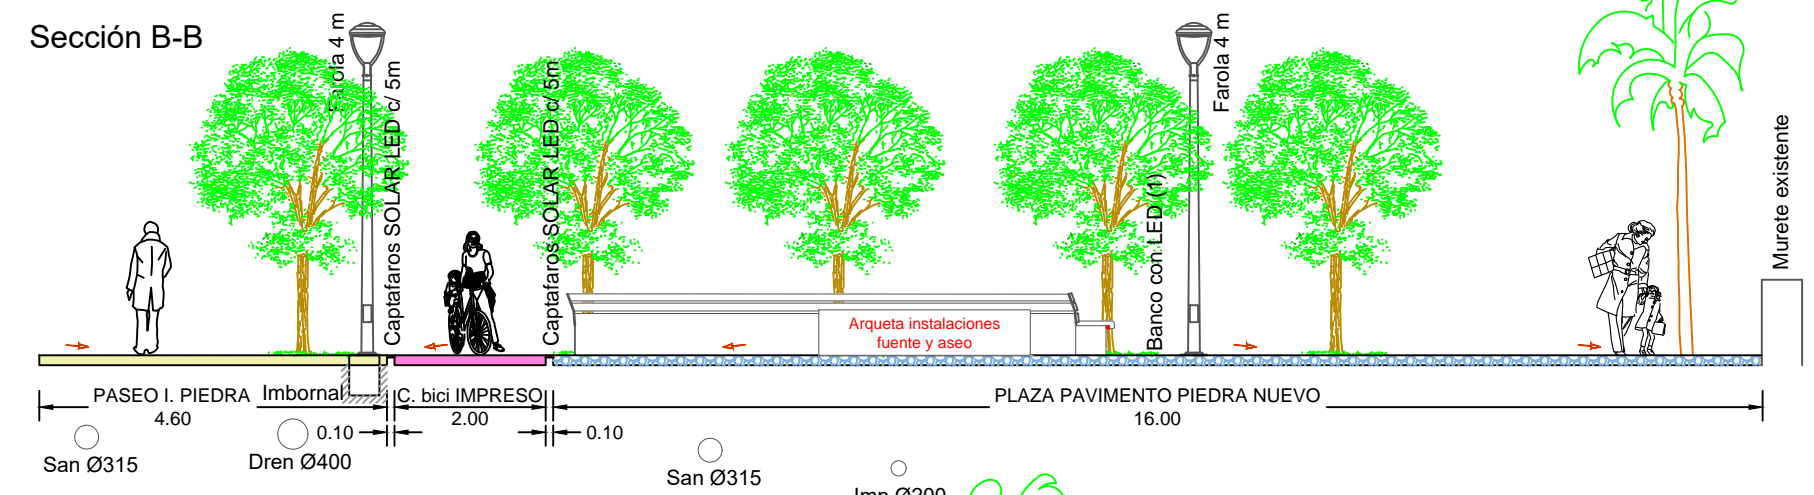 Sección B-B
Farola 4 m
Captafaros SOLAR LED c/ 5m
Captafaros SOLAR LED c/ 5m
Banco con LED (1)
Farola 4 m
Murete existente
Arqueta instalaciones
fuente y aseo
PASEO I. PIEDRA
4.60
Imbornal
C. bici IMPRESO
2.00
PLAZA PAVIMENTO PIEDRA NUEVO
16.00
0.10
0.10
San Ø315
Dren Ø400
San Ø315
Imp Ø200